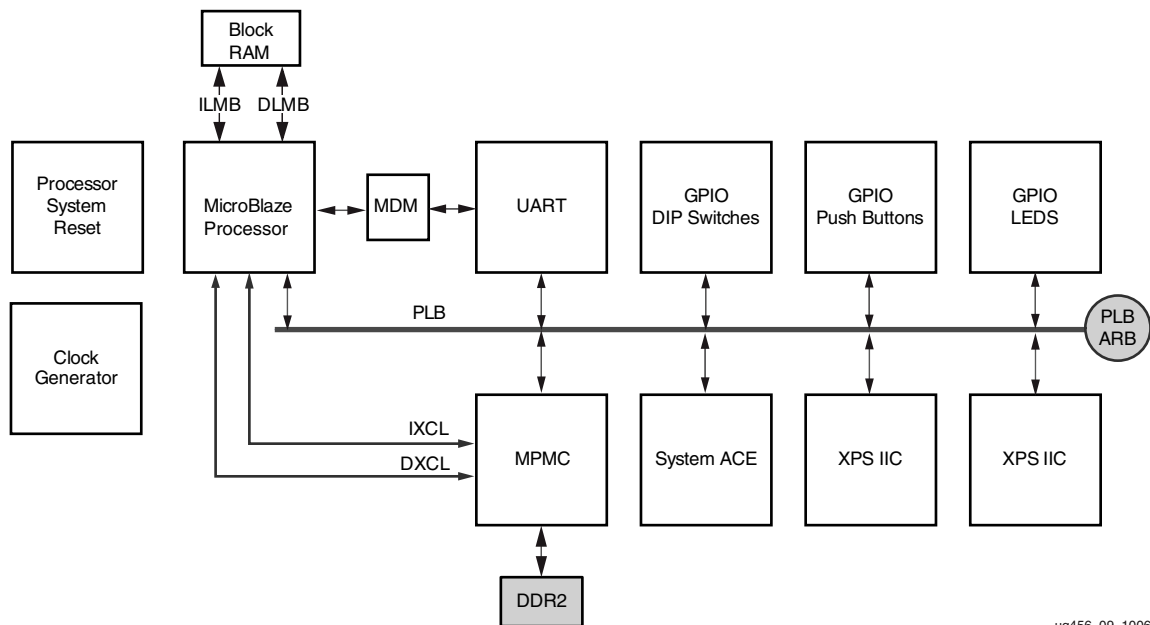 Block
RAM
ILMB DLMB
Processor
System
Reset
MicroBlaze
Processor
MDM
UART
GPIO
DIP Switches
GPIO
Push Buttons
GPIO
LEDS
PLB
PLB
ARB
Clock
Generator
IXCL
DXCL
MPMC
System ACE
XPS IIC
XPS IIC
DDR2